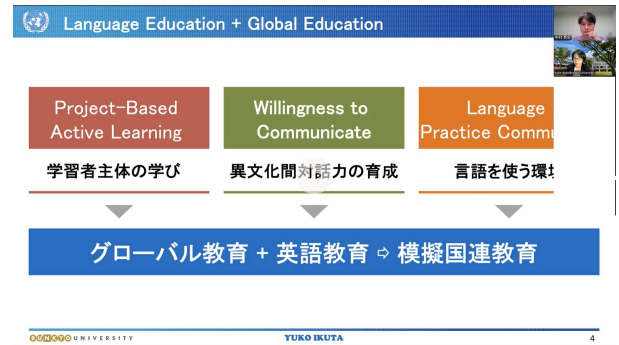 Language Education + Global Education
Project-Based
Active Learning
Willingness to
Communicate
Language
Practice Commu
学習者主体の学び
異文化間対話力の育成
言語を使う環境
グローバル教育 + 英語教育 ⇨ 模擬国連教育
BUNKYO UNIVERSITY
YUKO IKUTA
4